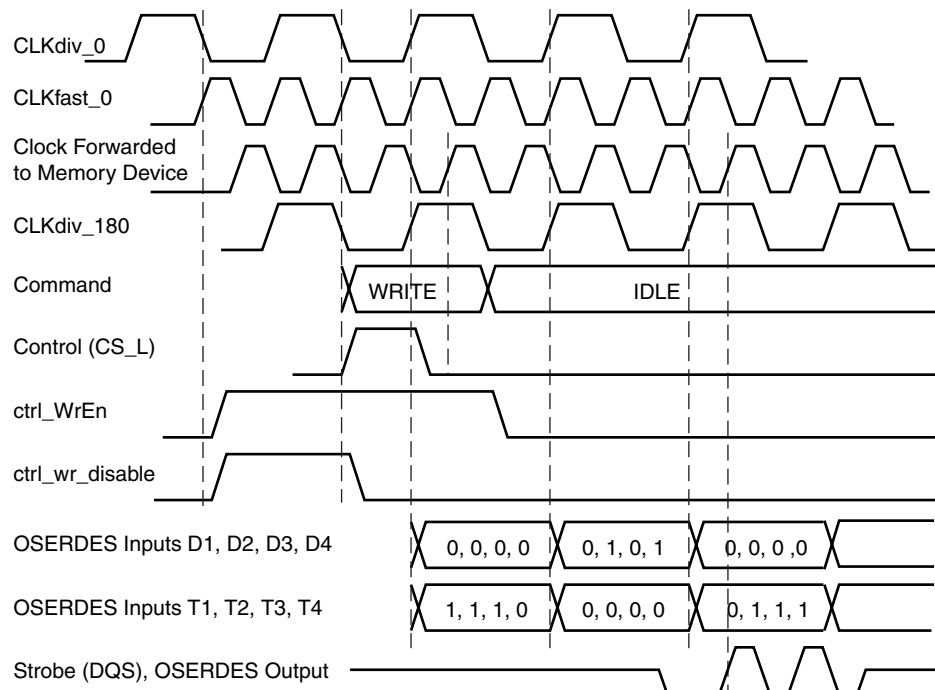 CLKdiv_0
CLKfast_0
Clock Forwarded
to Memory Device
CLKdiv_180
Command
WRITE
IDLE
Control (CS_L)
ctrl_WrEn
ctrl_wr_disable
OSERDES Inputs D1, D2, D3, D4
0, 0, 0, 0
0, 1, 0, 1
0, 0, 0 ,0
OSERDES Inputs T1, T2, T3, T4
1, 1, 1, 0
0, 0, 0, 0
0, 1, 1, 1
Strobe (DQS), OSERDES Output